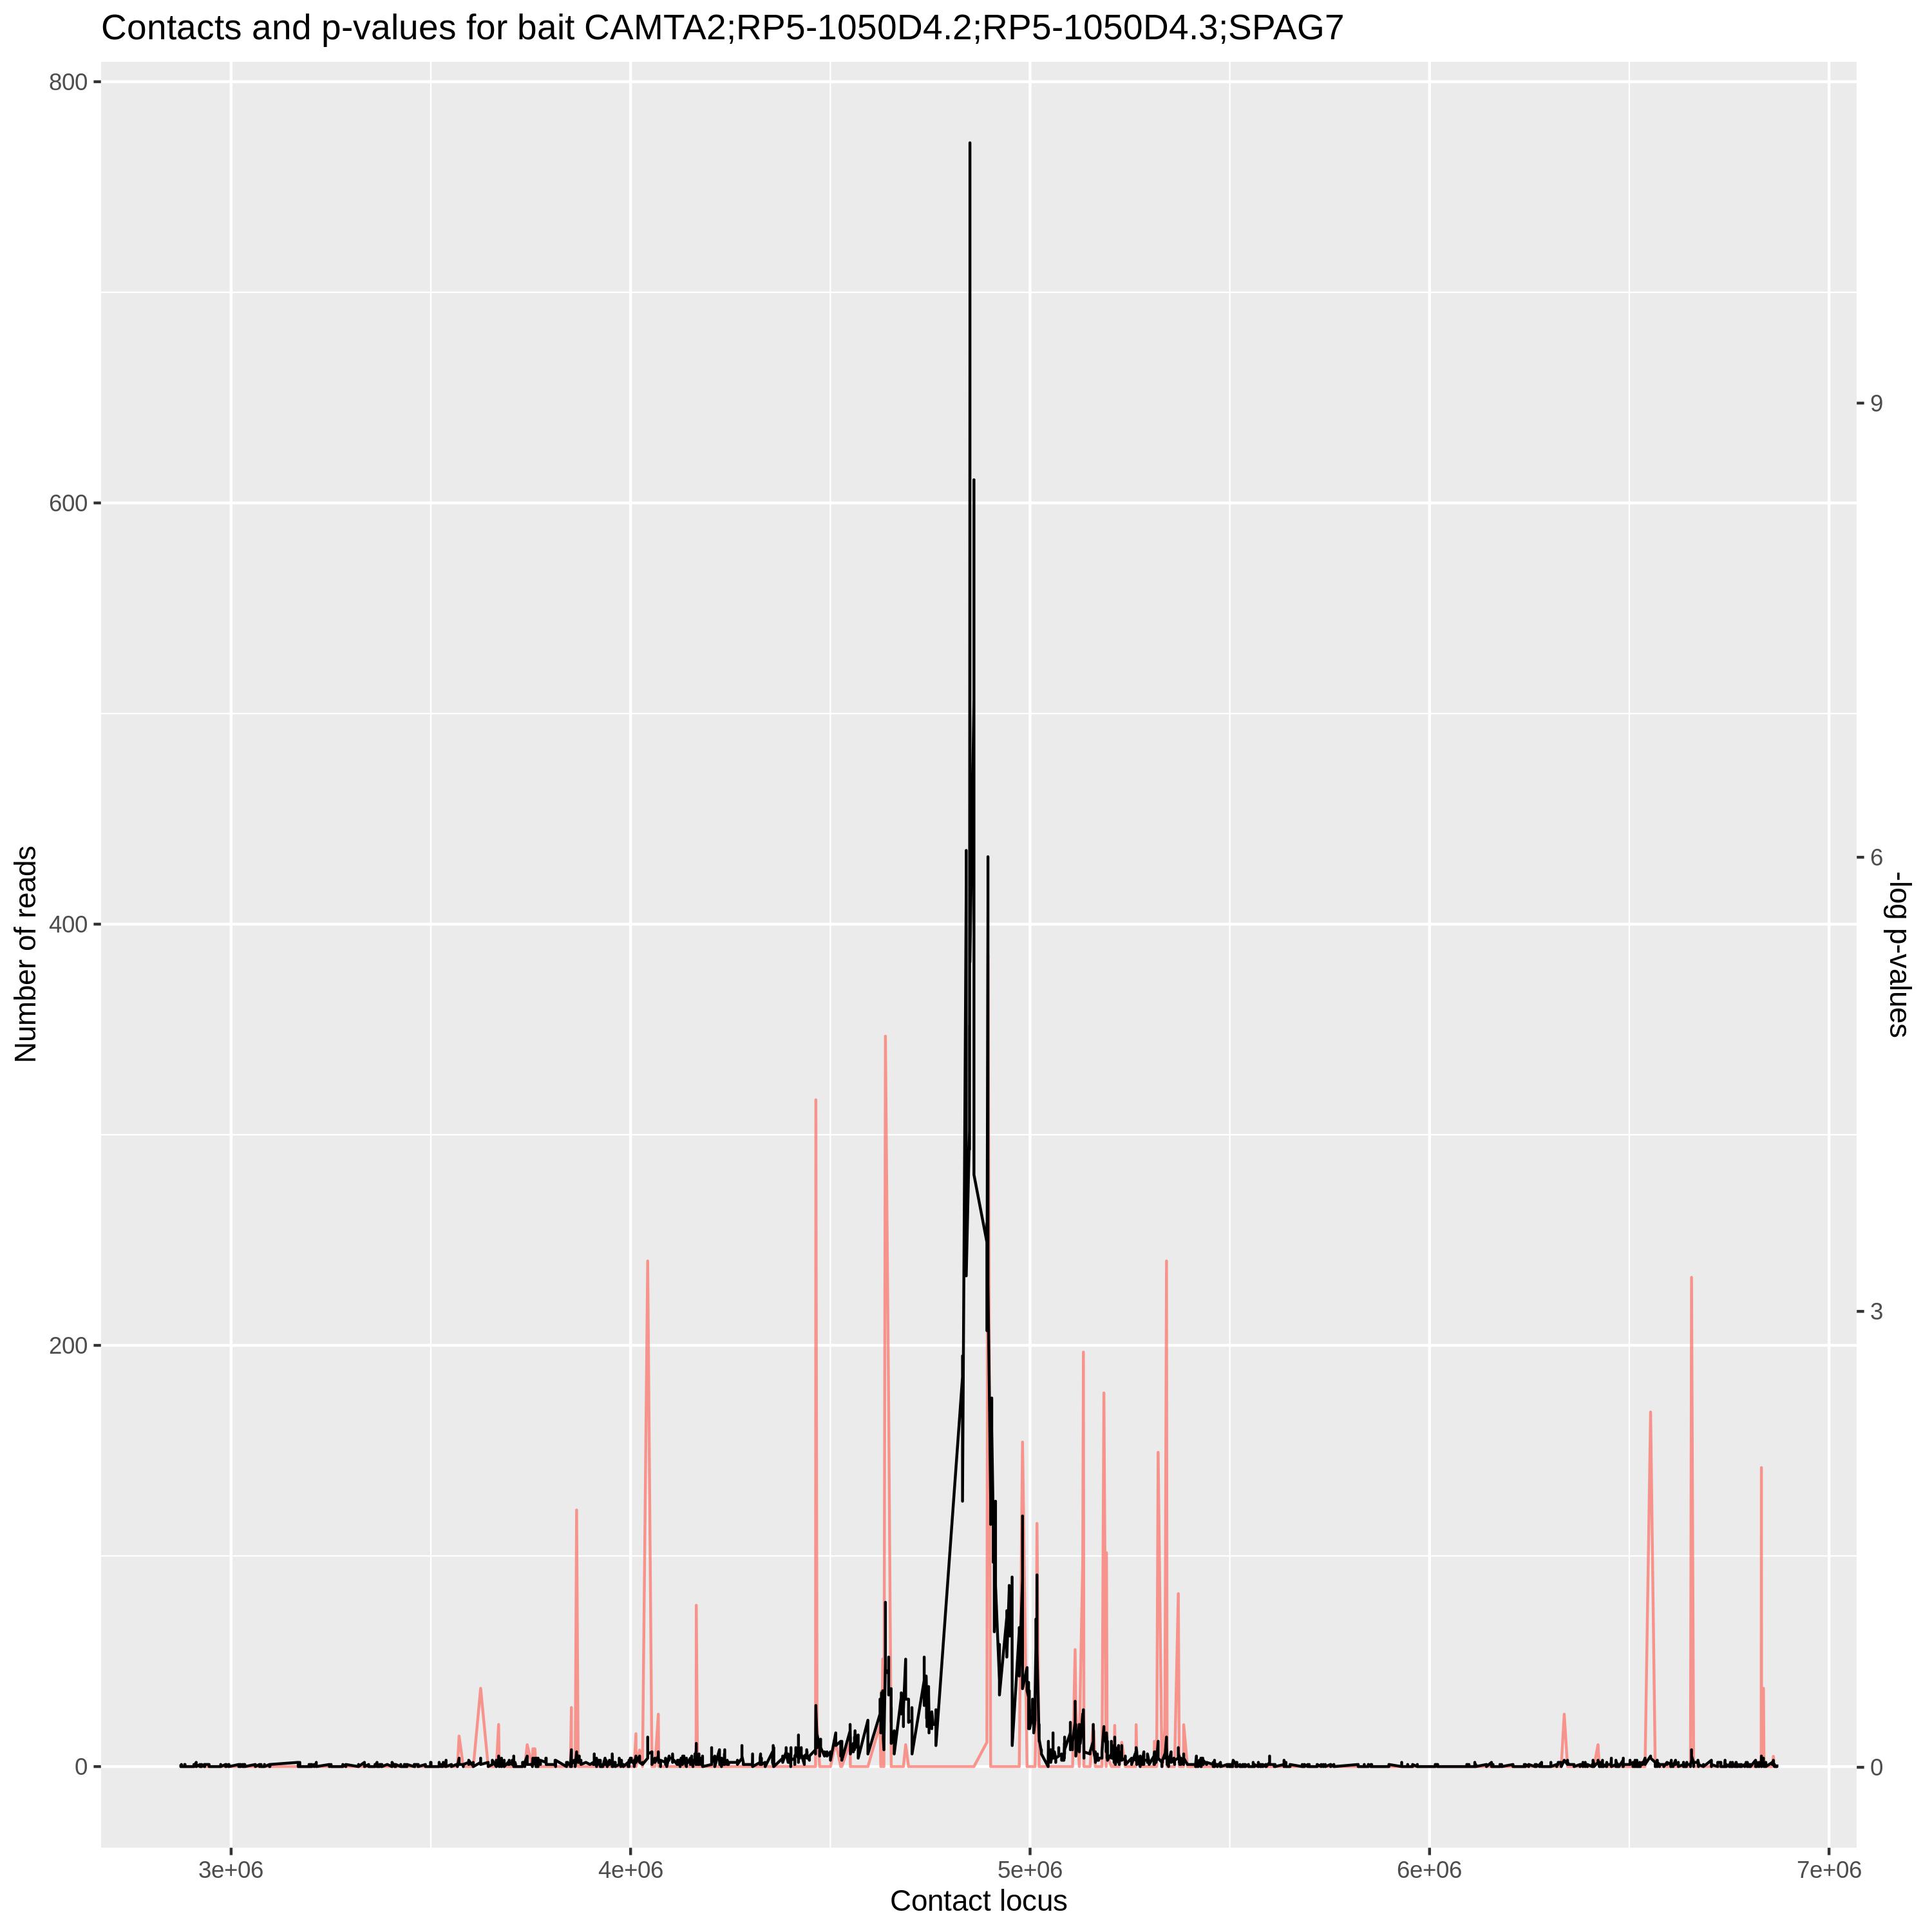 Contacts and p-values for bait CAMTA2;RP5-1050D4.2;RP5-1050D4.3;SPAG7
800
600
400
200
0
Number of reads
9
6
3
0
-log p-values
3e+06 4e+06 5e+06 6e+06 7e+06
Contact locus